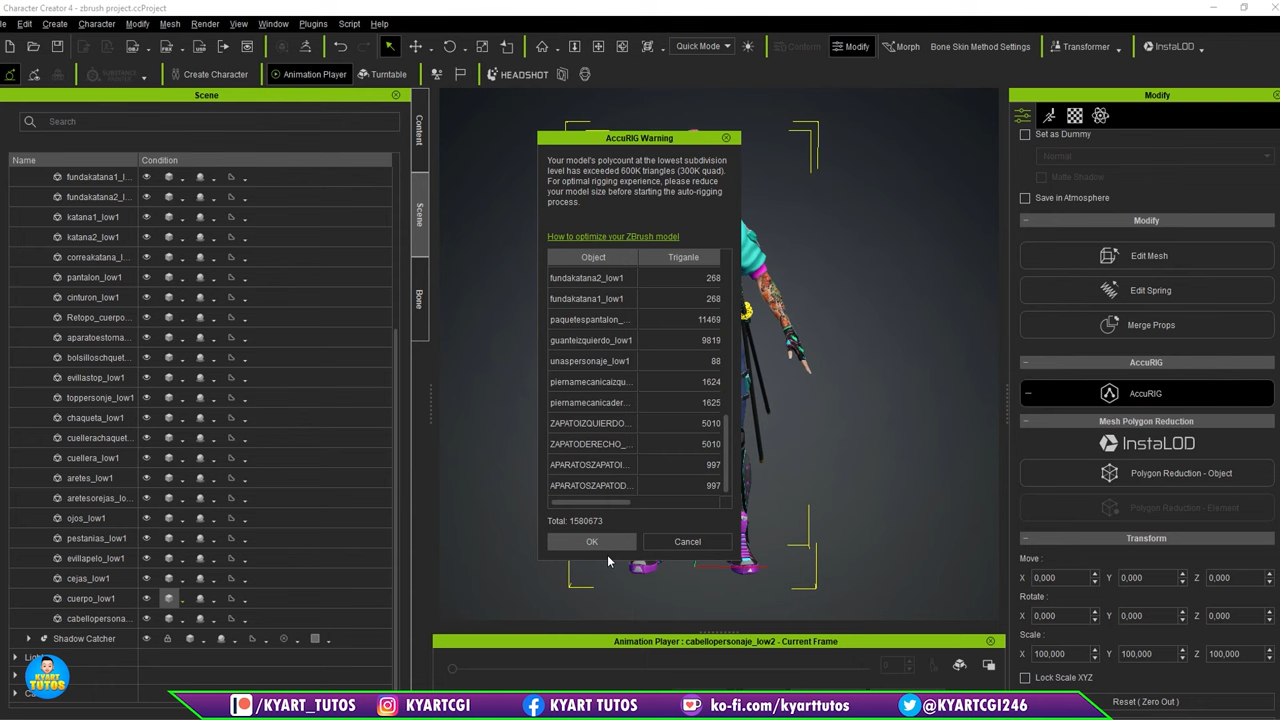 Character Creator 4 - zbrush project.ccProject
Edit Create Character Modify Mesh Render View Window Plugins Script Help
Quick Mode Conform Modify Morph Bone Skin Method Settings Transformer InstaLOD
Create Character Animation Player Turntable HEADSHOT
Scene
Search
Name Condition
fundakatana1_l...
fundakatana2_l...
katana1_low1
katana2_low1
correakatana_l...
pantalon_low1
cinturon_low1
Retopo_cuerpo...
aparatoestoma...
bolsilloschquet...
evillastop_low1
toppersonje_low1
chaqueta_low1
cuellerachaquet...
cuellera_low1
aretes_low1
aretesorejas_lo...
ojos_low1
pestanias_low1
evillapelo_low1
cejas_low1
cuerpo_low1
cabellopersona...
Shadow Catcher
Content
Scene
Bone
AccuRIG Warning
Your model's polycount at the lowest subdivision
level has exceeded 600K triangles (300K quad).
For optimal rigging experience, please reduce
your model size before starting the auto-rigging
process.
How to optimize your ZBrush model
Object Triganle
fundakatana2_low1 268
fundakatana1_low1 268
paquetespantalon_... 11469
guanteizquierdo_low1 9819
unaspersonaje_low1 88
piernamecanicaizqu... 1624
piernamecanicader... 1625
ZAPATOIZQUIERDO... 5010
ZAPATODERECHO_... 5010
APARATOSZAPATOI... 997
APARATOSZAPATOD... 997
Total: 1580673
OK Cancel
Animation Player : cabellopersonaje_low2 - Current Frame
0
Modify
Set as Dummy
Normal
Matte Shadow
Save in Atmosphere
Modify
Edit Mesh
Edit Spring
Merge Props
AccuRIG
AccuRIG
Mesh Polygon Reduction
InstaLOD
Polygon Reduction - Object
Polygon Reduction - Element
Transform
Move :
X 0,000 Y 0,000 Z 0,000
Rotate :
X 0,000 Y 0,000 Z 0,000
Scale :
X 100,000 Y 100,000 Z 100,000
Lock Scale XYZ
Reset ( Zero Out )
KYART
TUTOS
/KYART_TUTOS KYARTCGI KYART TUTOS ko-fi.com/kyarttutos @KYARTCGI246